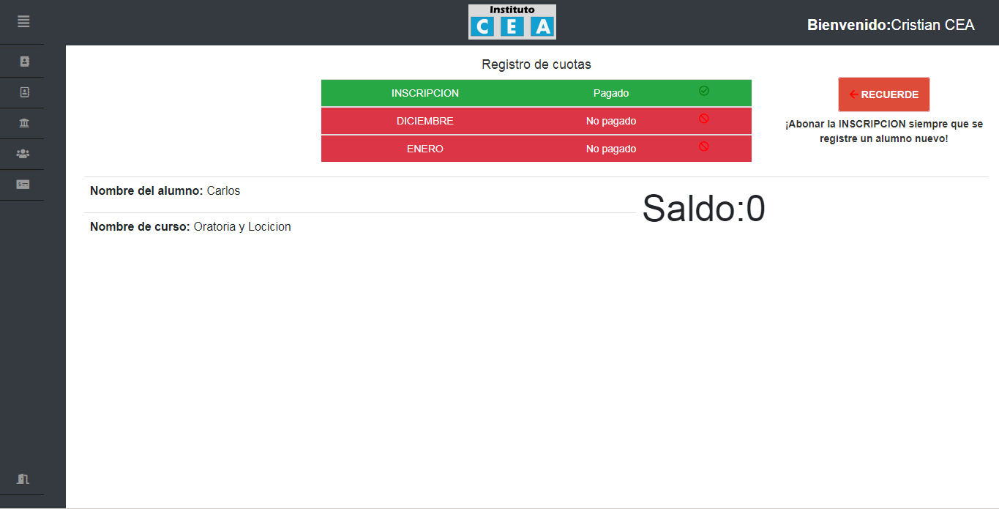 Instituto
C E A
Bienvenido:Cristian CEA
Registro de cuotas
INSCRIPCION Pagado
DICIEMBRE No pagado
ENERO No pagado
RECUERDE
¡Abonar la INSCRIPCION siempre que se
registre un alumno nuevo!
Nombre del alumno: Carlos
Saldo:0
Nombre de curso: Oratoria y Locicion